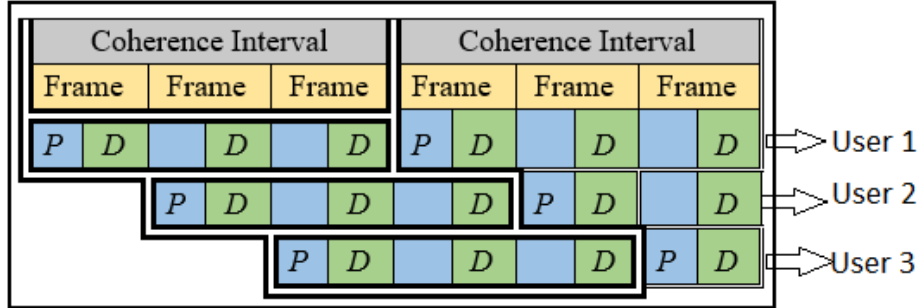 Coherence Interval Coherence Interval
Frame Frame Frame Frame Frame Frame
P D D D P D D D User 1
P D D D P D D User 2
P D D D P D User 3